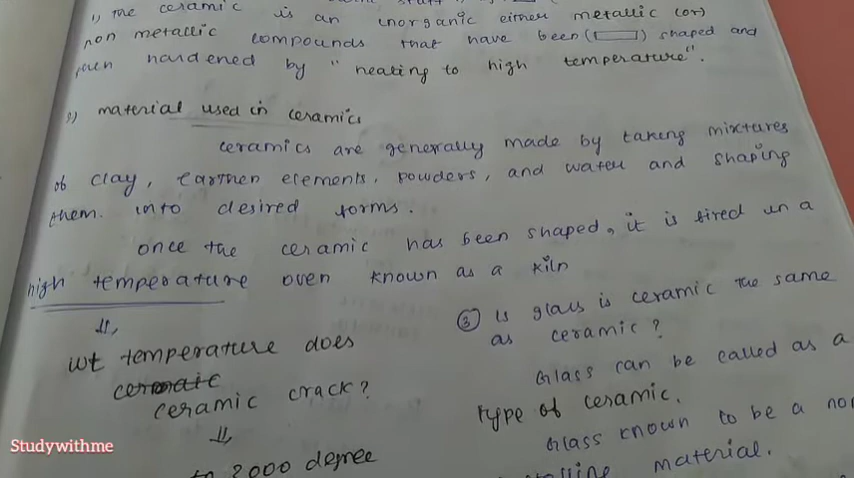 1) The ceramic is an inorganic either metallic (or)
non metallic compounds that have been ( ) shaped and
then hardened by "heating to high temperature".
2) material used in ceramics
ceramics are generally made by taking mixtures
of clay, earthen elements, powders, and water and shaping
them into desired forms.
once the ceramic has been shaped, it is fired in a
high temperature oven known as a kiln
wt temperature does
ceramic crack?
to 2000 degree
③ is glass is ceramic the same
as ceramic?
Glass can be called as a
type of ceramic.
Glass known to be a non
material.
Studywithme